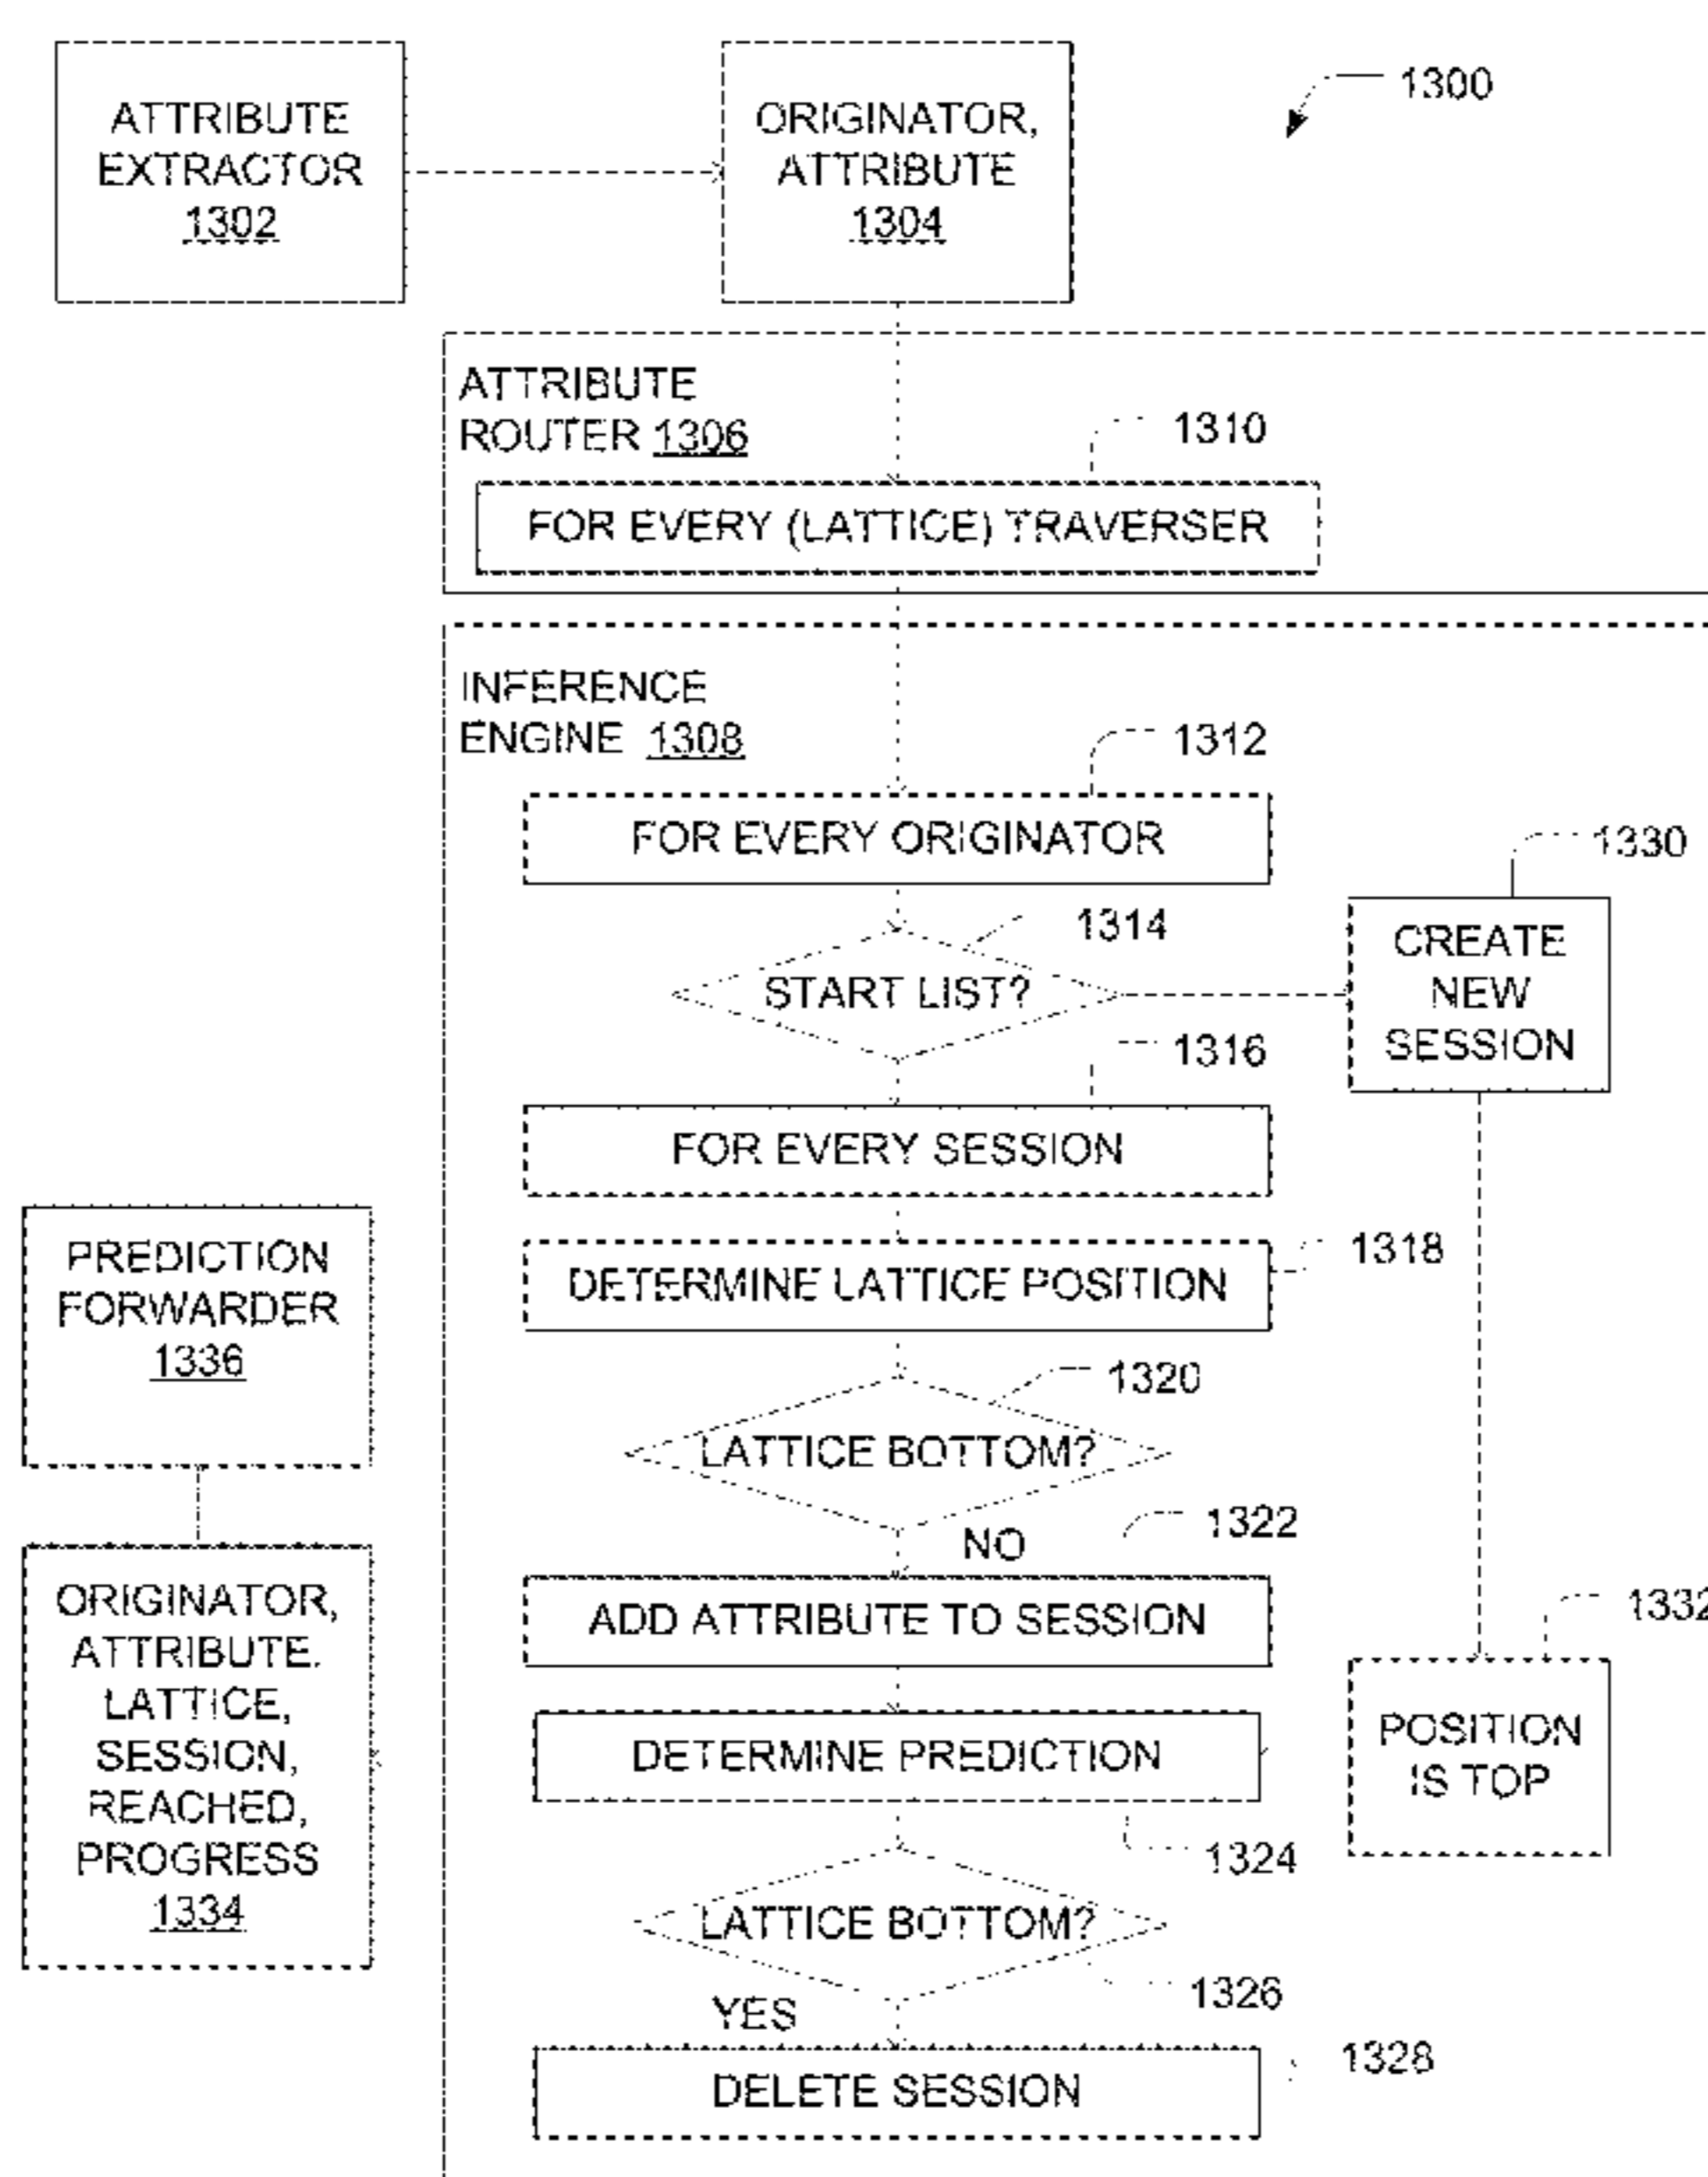 1300
ATTRIBUTE
EXTRACTOR
1302
ORIGINATOR,
ATTRIBUTE
1304
ATTRIBUTE
ROUTER 1306
1310
FOR EVERY (LATTICE) TRAVERSER
INFERENCE
ENGINE 1308
1312
FOR EVERY ORIGINATOR
1330
1314
START LIST?
CREATE
NEW
SESSION
1316
FOR EVERY SESSION
1318
DETERMINE LATTICE POSITION
1320
LATTICE BOTTOM?
NO
1322
ADD ATTRIBUTE TO SESSION
1332
POSITION
IS TOP
DETERMINE PREDICTION
1324
LATTICE BOTTOM?
1326
YES
1328
DELETE SESSION
PREDICTION
FORWARDER
1336
ORIGINATOR,
ATTRIBUTE.
LATTICE,
SESSION,
REACHED,
PROGRESS
1334